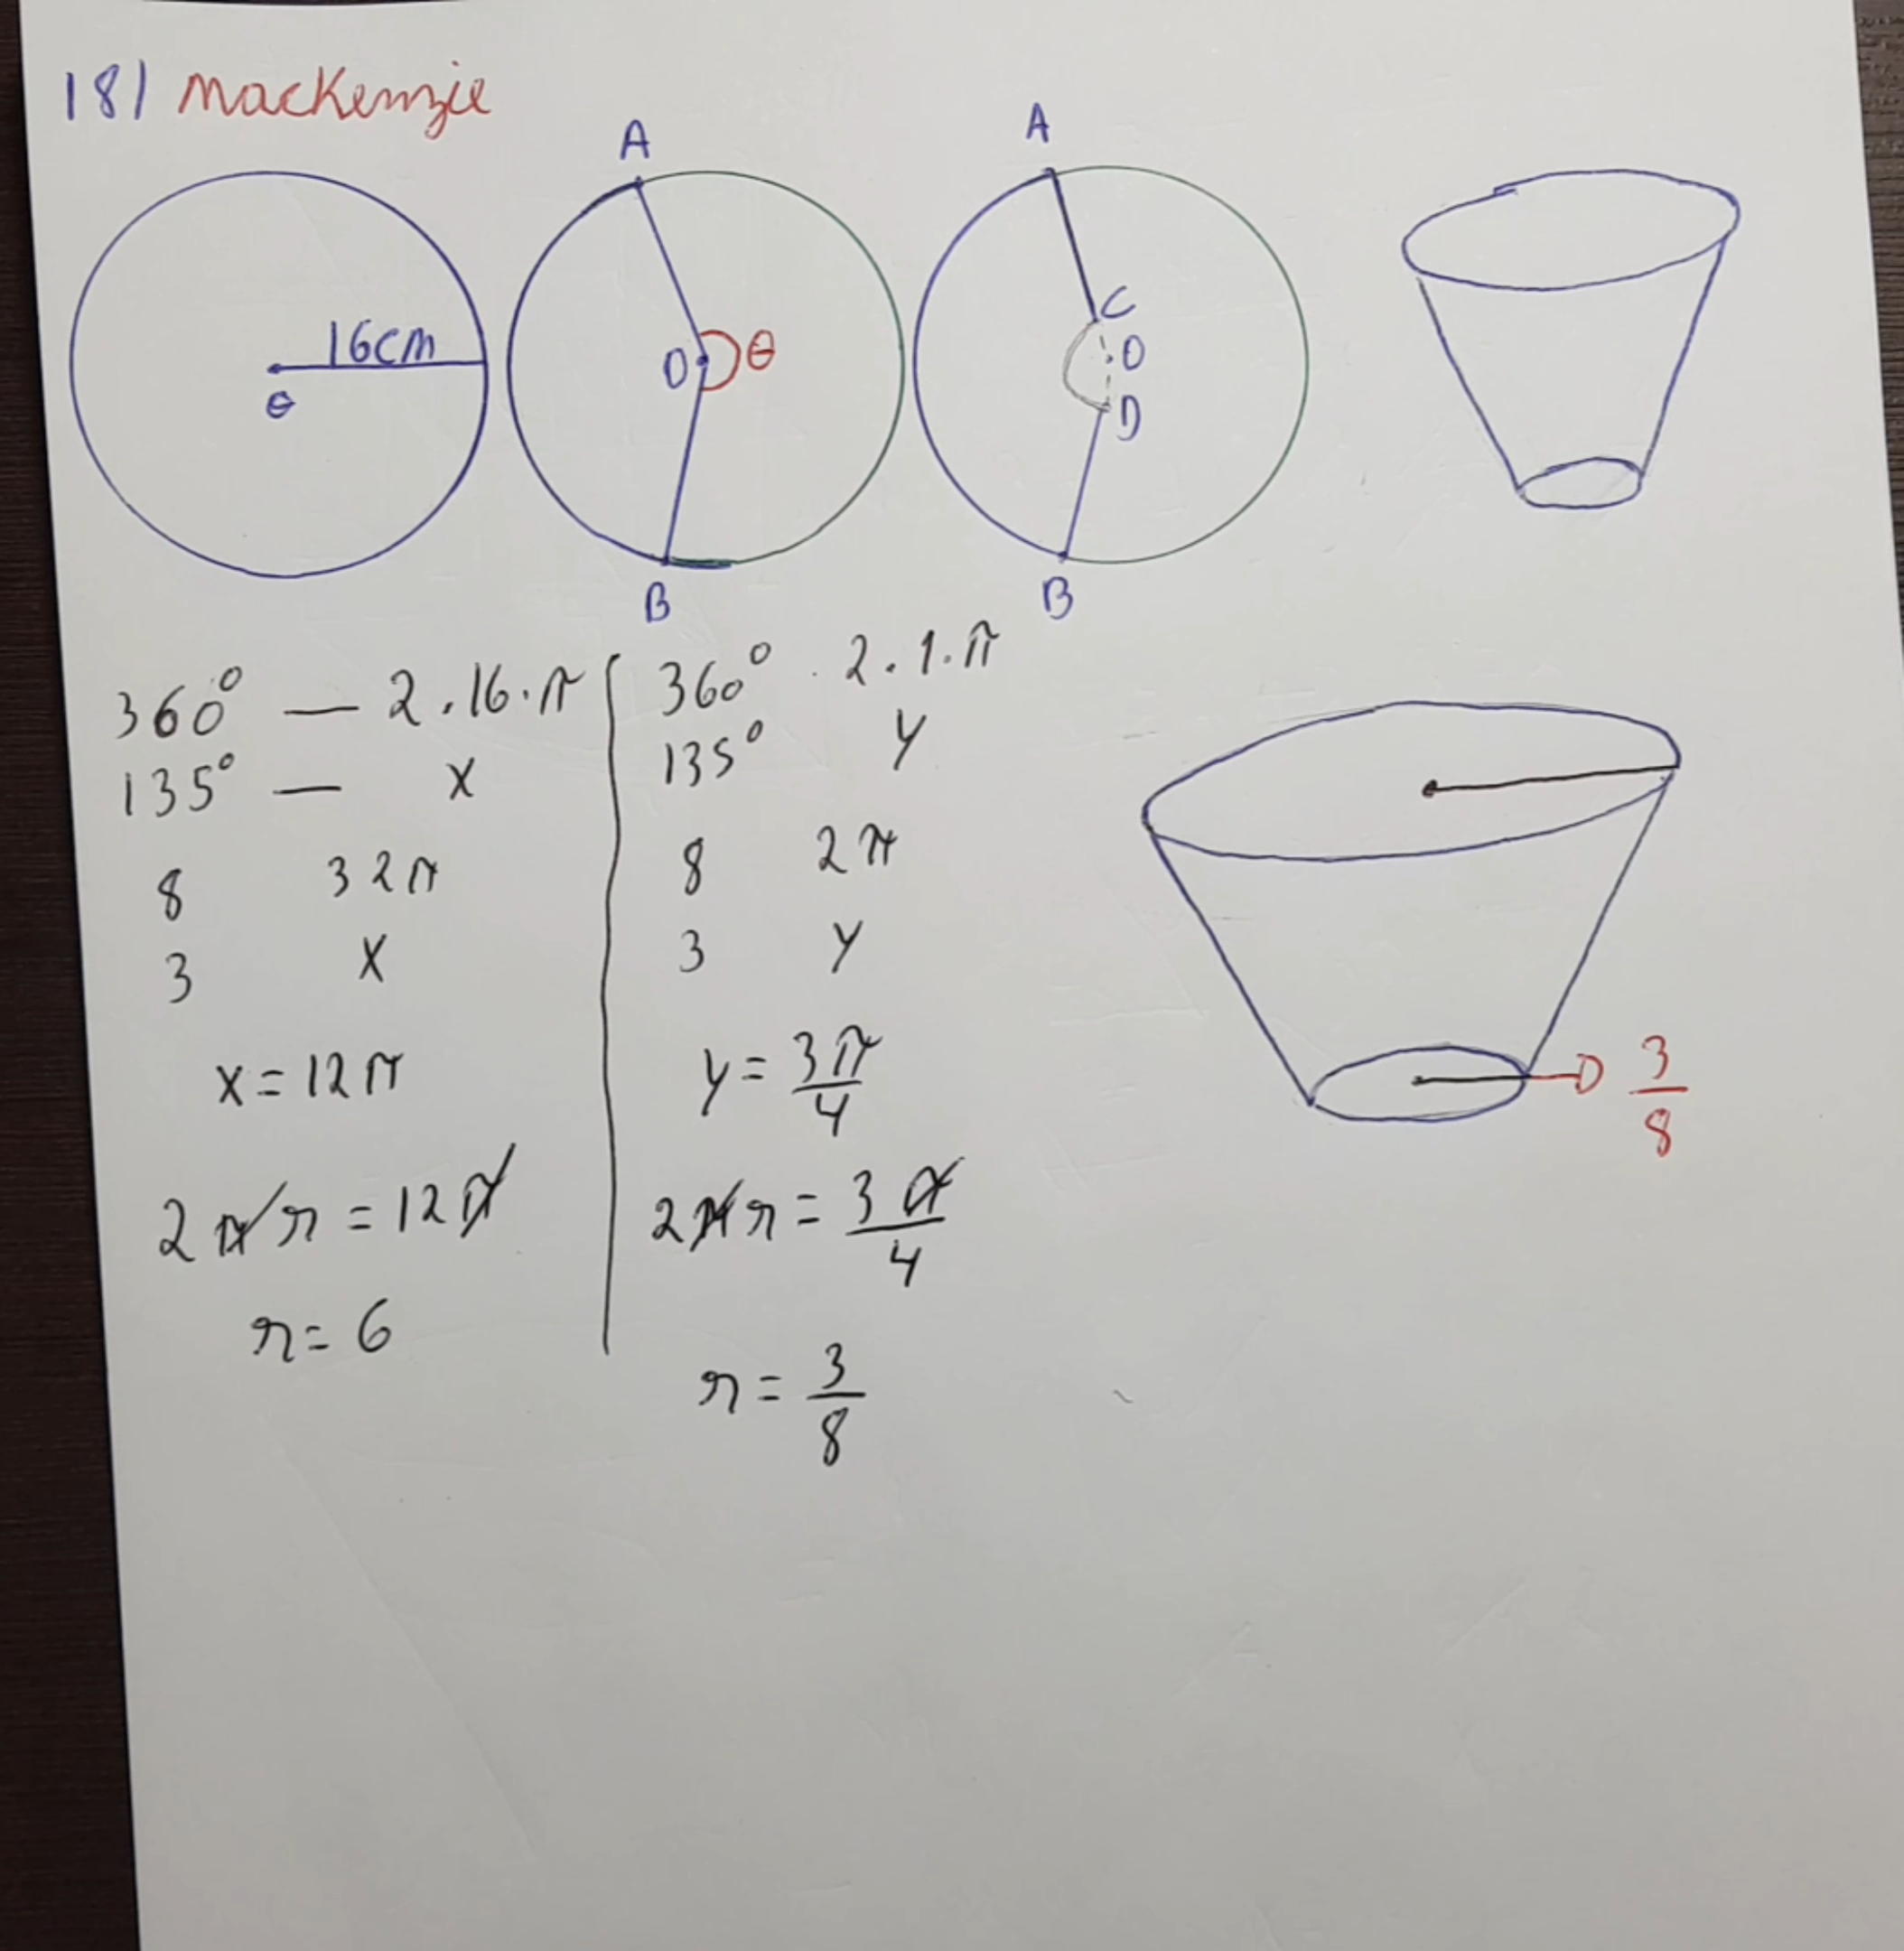 18) Mackenzie
16cm
θ
A
O θ
B
A
C
O
D
B
360° — 2.16.π
135° — x
8 32π
3 x
x = 12π
2πr = 12π
r = 6
360° . 2.1.π
135° y
8 2π
3 y
y = 3π/4
2πr = 3π/4
r = 3/8
3/8